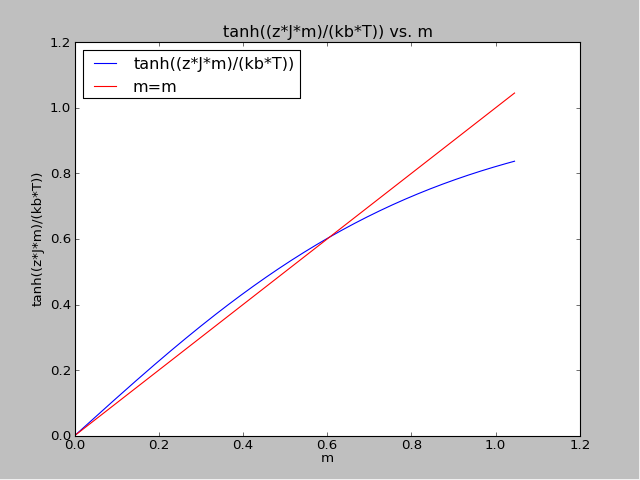 tanh((z*J*m)/(kb*T)) vs. m
1.2
tanh((z*J*m)/(kb*T))
m=m
1.0
0.8
0.6
0.4
0.2
0.0
tanh((z*J*m)/(kb*T))
0.0 0.2 0.4 0.6 0.8 1.0 1.2
m